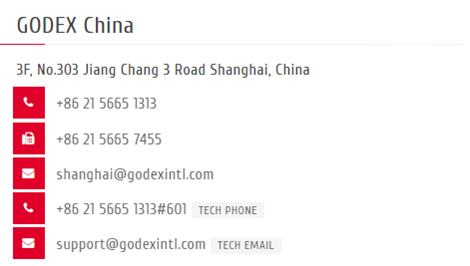 GODEX China
3F, No.303 Jiang Chang 3 Road Shanghai, China
+86 21 5665 1313
+86 21 5665 7455
shanghai@godexintl.com
+86 21 5665 1313#601 TECH PHONE
support@godexintl.com TECH EMAIL